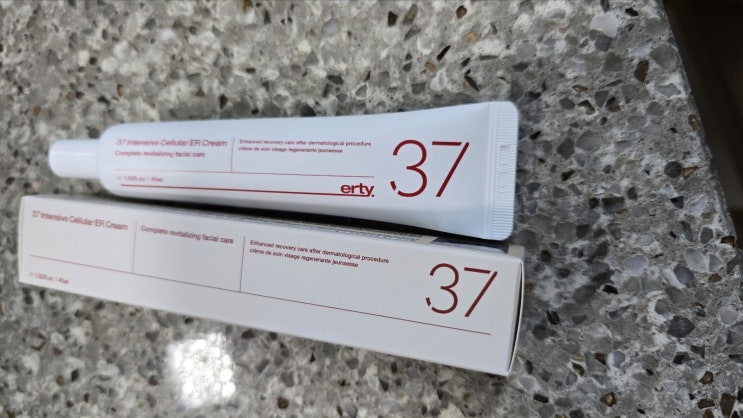 37 Intensive Cellular ER Cream
Complete revitalizing facial care
Enhanced recovery care after dermatological procedure
crème de soin visage regenerante jeunesse
37
erty.
37 Intensive Cellular ER Cream
Complete revitalizing facial care
Enhanced recovery care after dermatological procedure
crème de soin visage regenerante jeunesse
37